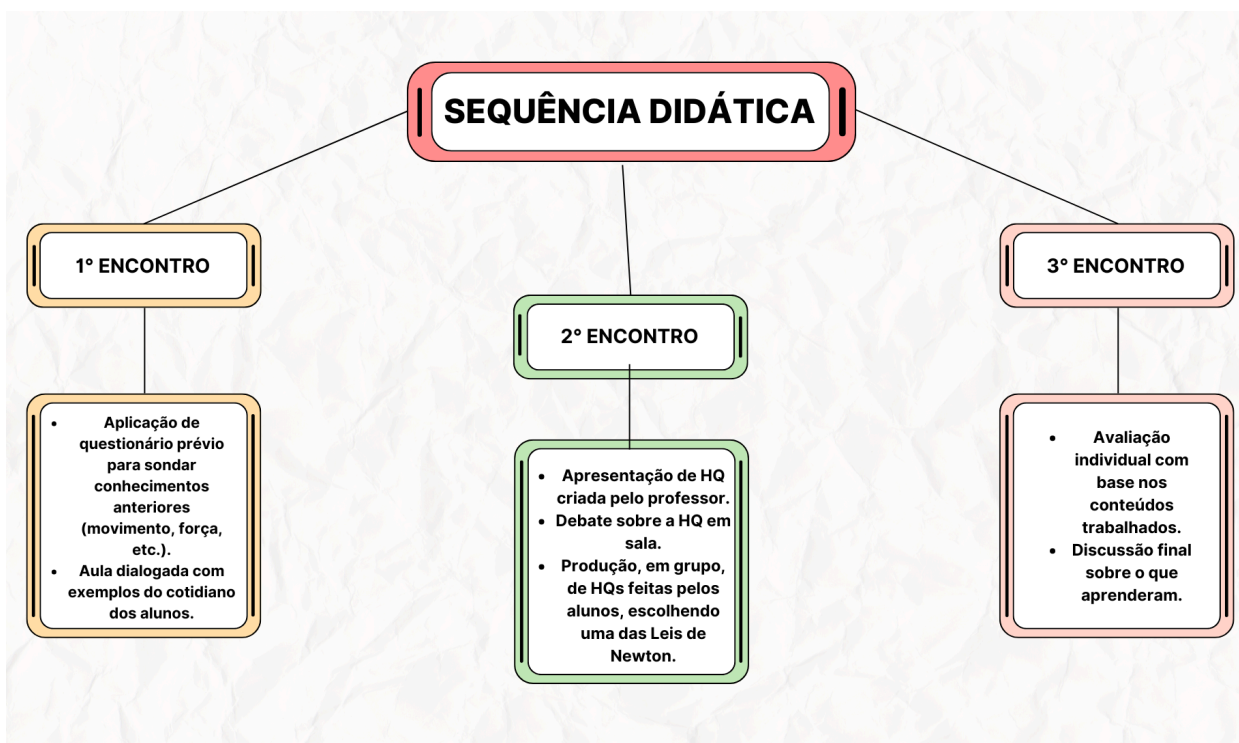 SEQUÊNCIA DIDÁTICA
1° ENCONTRO
• Aplicação de
questionário prévio
para sondar
conhecimentos
anteriores
(movimento, força,
etc.).
• Aula dialogada com
exemplos do cotidiano
dos alunos.
2° ENCONTRO
• Apresentação de HQ
criada pelo professor.
• Debate sobre a HQ em
sala.
• Produção, em grupo,
de HQs feitas pelos
alunos, escolhendo
uma das Leis de
Newton.
3° ENCONTRO
• Avaliação
individual com
base nos
conteúdos
trabalhados.
• Discussão final
sobre o que
aprenderam.